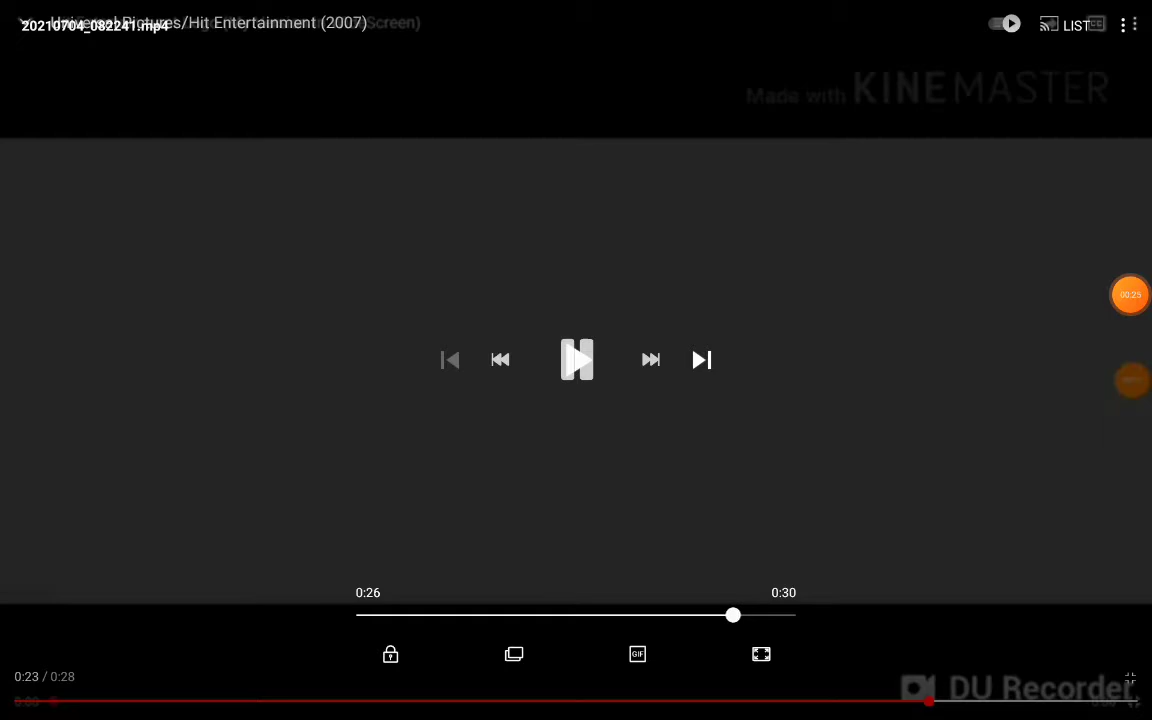 Universal Pictures/Hit Entertainment (2007)
Screen)
20210704_082241.mp4
LIST
Made with KINEMASTER
00:25
0:26
0:30
GIF
0:23 / 0:28
DU Recorder